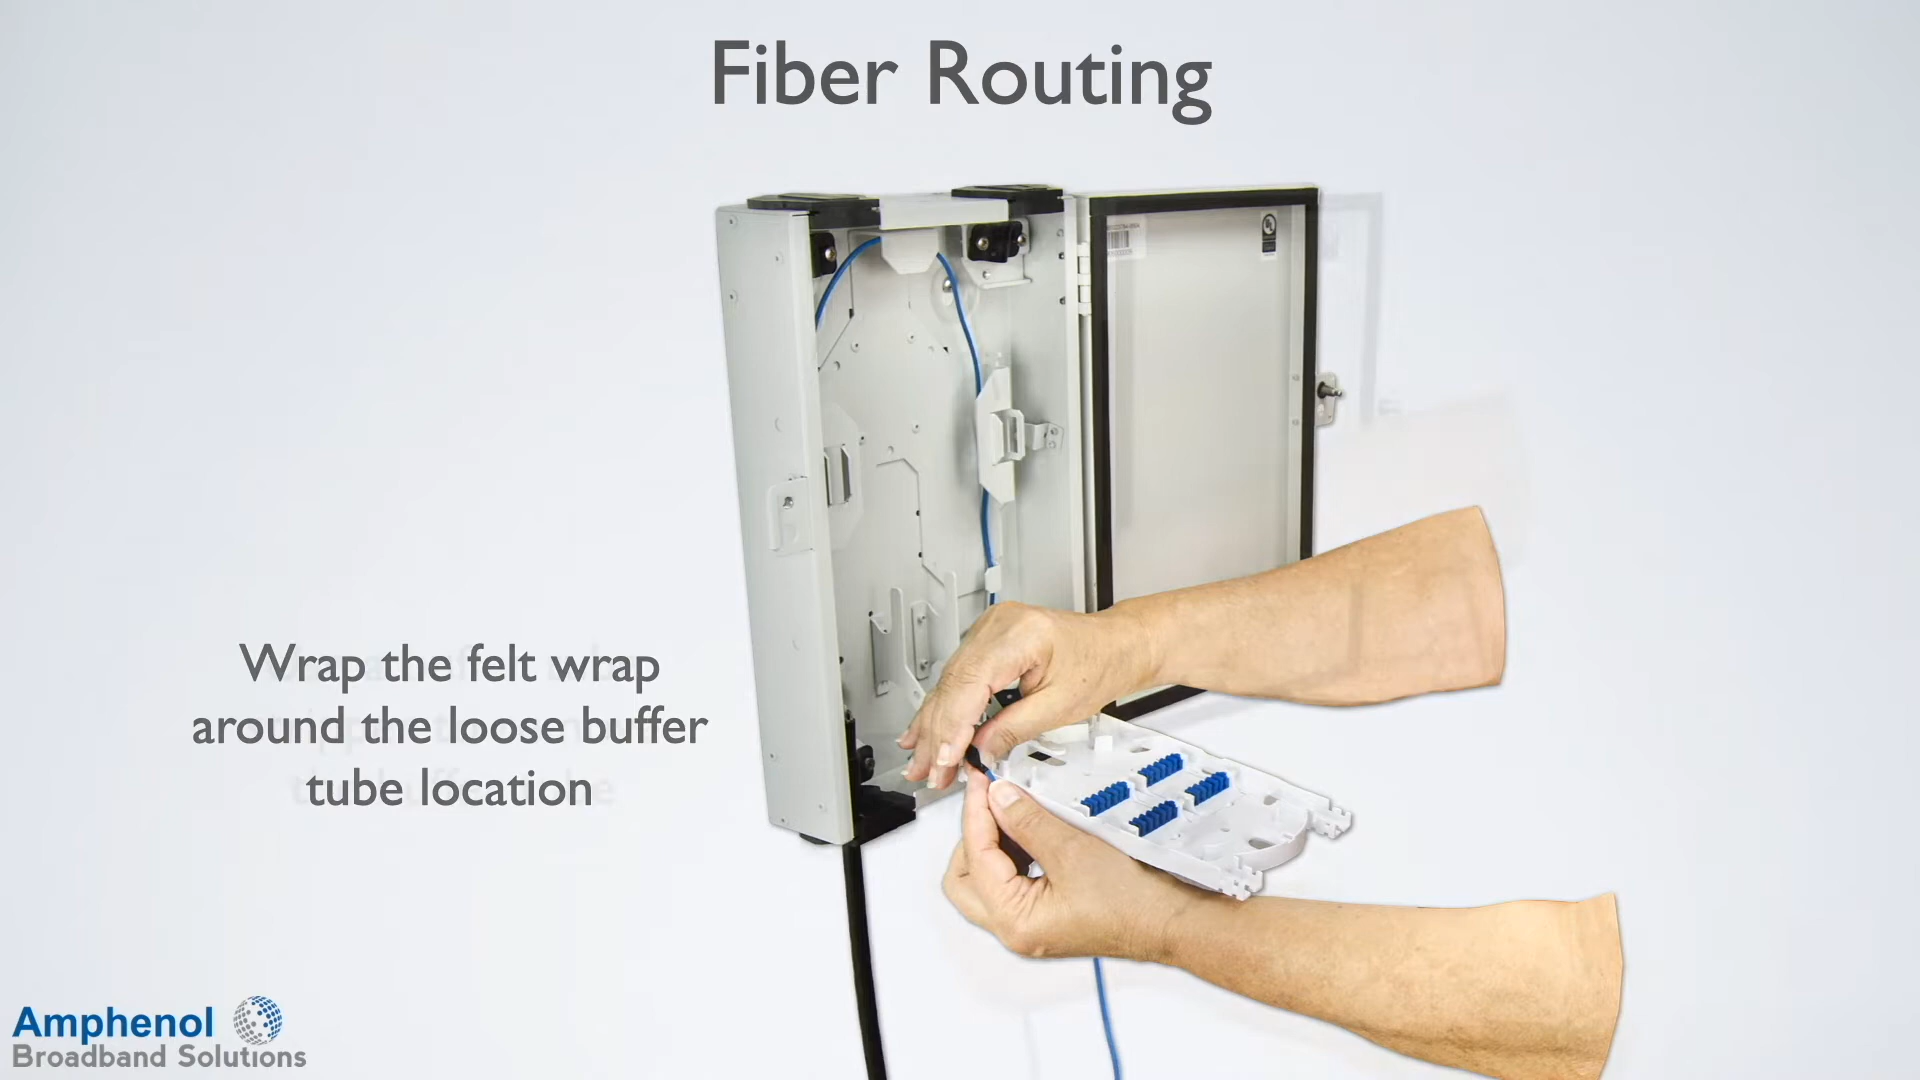 Fiber Routing
Wrap the felt wrap
around the loose buffer
tube location
Amphenol
Broadband Solutions